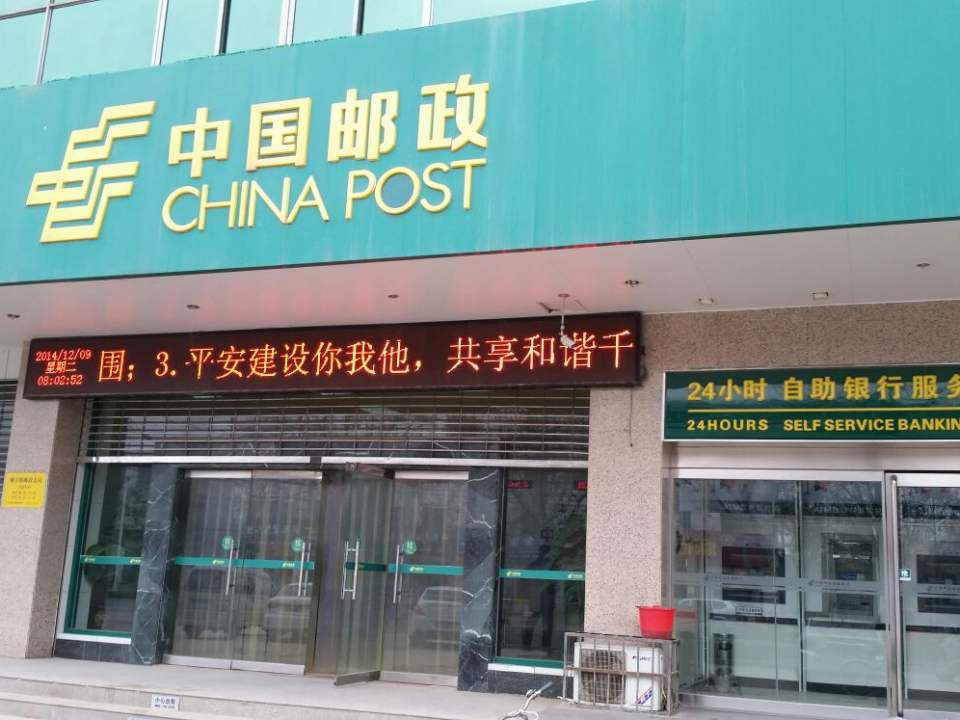 中国邮政
CHINA POST
2014/12/09
星期二
08:02:52
围；3.平安建设你我他，共享和谐千
24小时 自助银行服务
24HOURS SELF SERVICE BANKIN